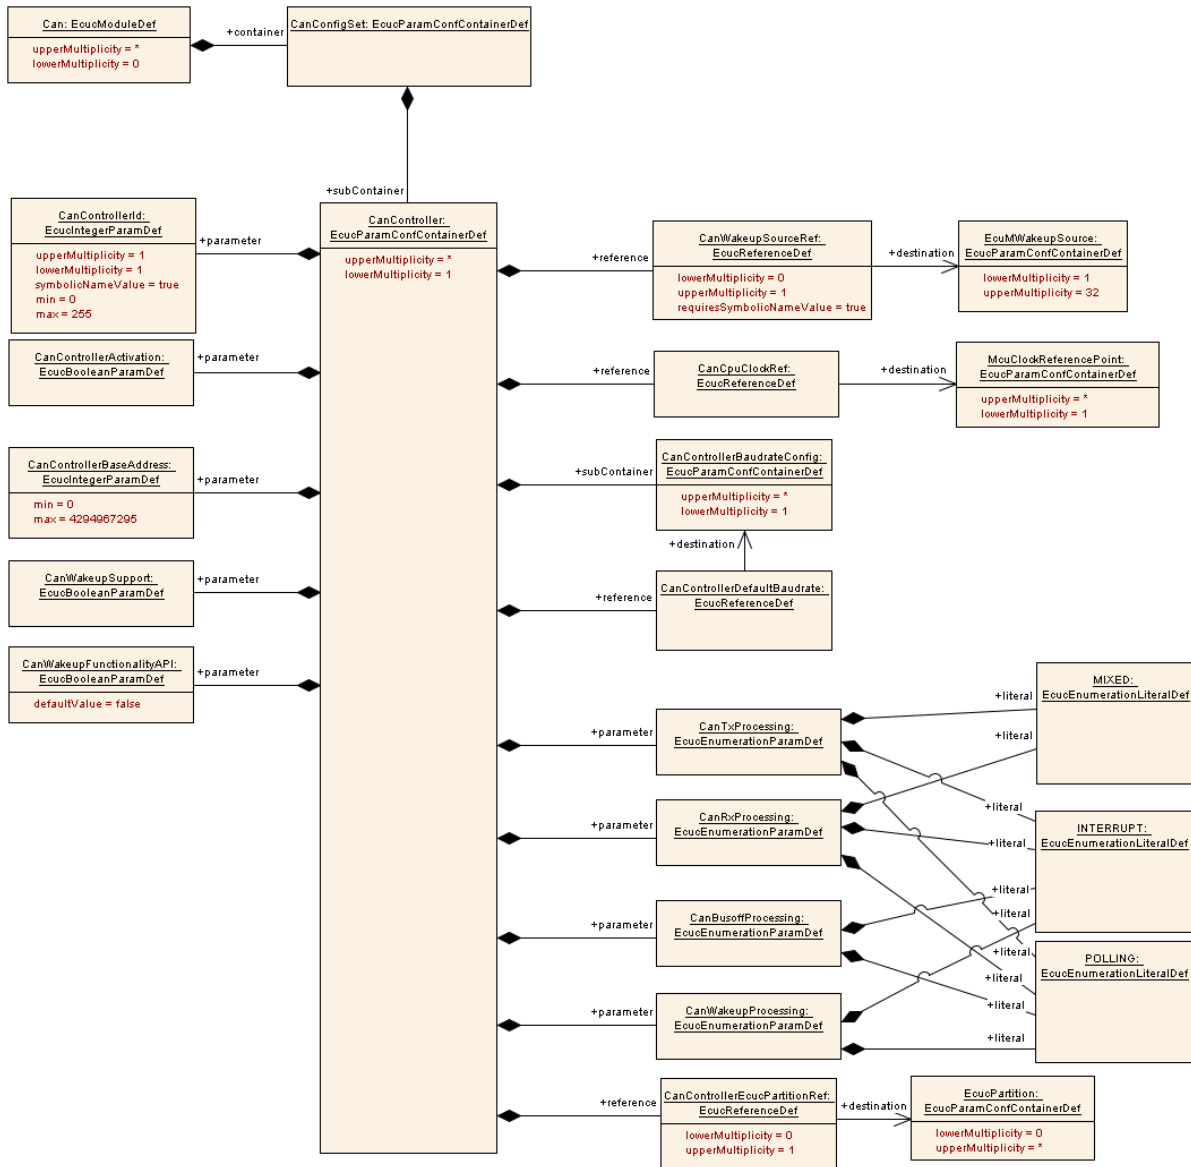 Can: EcucModuleDef
upperMultiplicity = *
lowerMultiplicity = 0
+container
CanConfigSet: EcucParamConfContainerDef
+subContainer
CanControllerId:
EcucIntegerParamDef
upperMultiplicity = 1
lowerMultiplicity = 1
symbolicNameValue = true
min = 0
max = 255
+parameter
CanController:
EcucParamConfContainerDef
upperMultiplicity = *
lowerMultiplicity = 1
+reference
CanWakeupSourceRef:
EcucReferenceDef
lowerMultiplicity = 0
upperMultiplicity = 1
requiresSymbolicNameValue = true
+destination
EcuMWakeupSource:
EcucParamConfContainerDef
lowerMultiplicity = 1
upperMultiplicity = 32
CanControllerActivation:
EcucBooleanParamDef
+parameter
+reference
CanCpuClockRef:
EcucReferenceDef
+destination
McuClockReferencePoint:
EcucParamConfContainerDef
upperMultiplicity = *
lowerMultiplicity = 1
CanControllerBaseAddress:
EcucIntegerParamDef
min = 0
max = 4294967295
+parameter
+subContainer
CanControllerBaudrateConfig:
EcucParamConfContainerDef
upperMultiplicity = *
lowerMultiplicity = 1
+destination
CanWakeupSupport:
EcucBooleanParamDef
+parameter
+reference
CanControllerDefaultBaudrate:
EcucReferenceDef
CanWakeupFunctionalityAPI:
EcucBooleanParamDef
defaultValue = false
+parameter
+parameter
CanTxProcessing:
EcucEnumerationParamDef
+literal
+literal
+literal
MIXED:
EcucEnumerationLiteralDef
+parameter
CanRxProcessing:
EcucEnumerationParamDef
+literal
+literal
+literal
INTERRUPT:
EcucEnumerationLiteralDef
+parameter
CanBusoffProcessing:
EcucEnumerationParamDef
+literal
+literal
+literal
POLLING:
EcucEnumerationLiteralDef
+parameter
CanWakeupProcessing:
EcucEnumerationParamDef
+literal
+reference
CanControllerEcucPartitionRef:
EcucReferenceDef
lowerMultiplicity = 0
upperMultiplicity = 1
+destination
EcucPartition:
EcucParamConfContainerDef
lowerMultiplicity = 0
upperMultiplicity = *